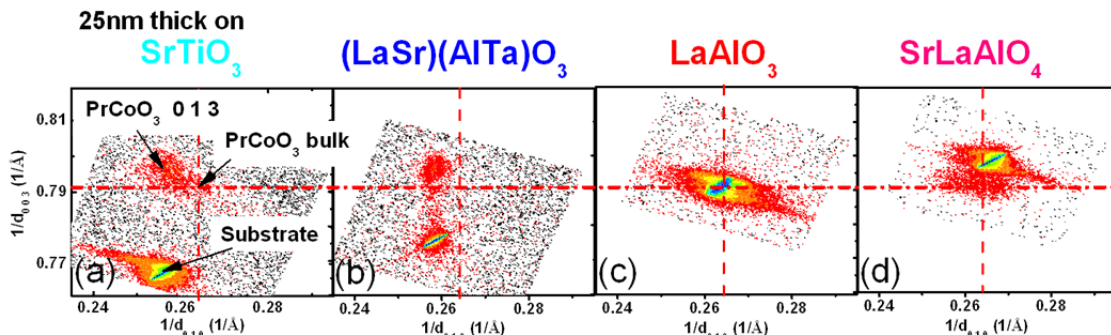 25nm thick on
SrTiO3 (LaSr)(AlTa)O3 LaAlO3 SrLaAlO4
PrCoO3 0 1 3
PrCoO3 bulk
Substrate
1/d0 0 3 (1/Å)
0.81
0.79
0.77
(a) (b) (c) (d)
0.24 0.26 0.28 0.24 0.26 0.28 0.24 0.26 0.28 0.24 0.26 0.28
1/d0 1 0 (1/Å) (1/Å) 1/d0 1 0 (1/Å) 1/d0 1 0 (1/Å)